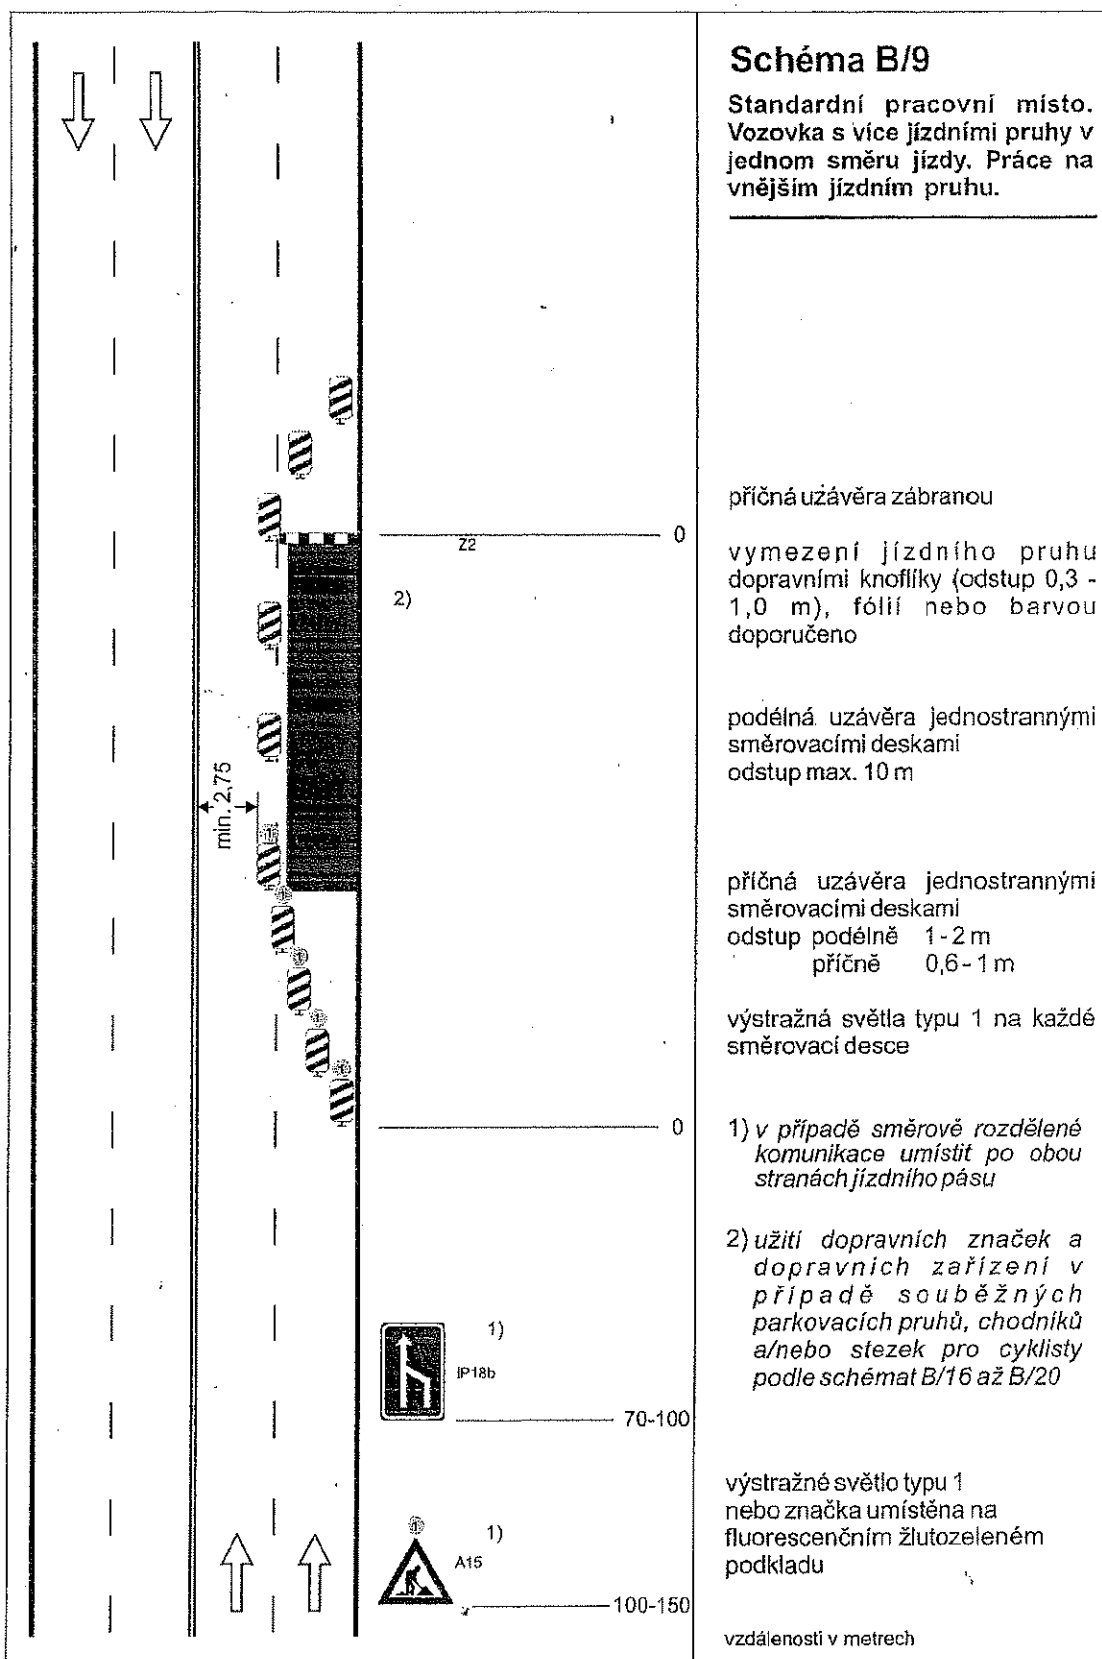 Schéma B/9
Standardní pracovní místo.
Vozovka s více jízdními pruhy v
jednom směru jízdy. Práce na
vnějším jízdním pruhu.
příčná uzávěra zábranou
0
Z2
vymezení jízdního pruhu
dopravními knoflíky (odstup 0,3 -
1,0 m), fólií nebo barvou
doporučeno
2)
podélná uzávěra jednostrannými
směrovacími deskami
odstup max. 10 m
min. 2,75
1
příčná uzávěra jednostrannými
směrovacími deskami
odstup podélně 1-2 m
příčně 0,6-1 m
1
1
výstražná světla typu 1 na každé
směrovací desce
1
1
0
1) v případě směrově rozdělené
komunikace umístit po obou
stranách jízdního pásu
2) užití dopravních značek a
dopravních zařízení v
případě souběžných
parkovacích pruhů, chodníků
a/nebo stezek pro cyklisty
podle schémat B/16 až B/20
1)
IP18b
70-100
výstražné světlo typu 1
nebo značka umístěna na
fluorescenčním žlutozeleném
podkladu
1
1)
A15
100-150
vzdálenosti v metrech